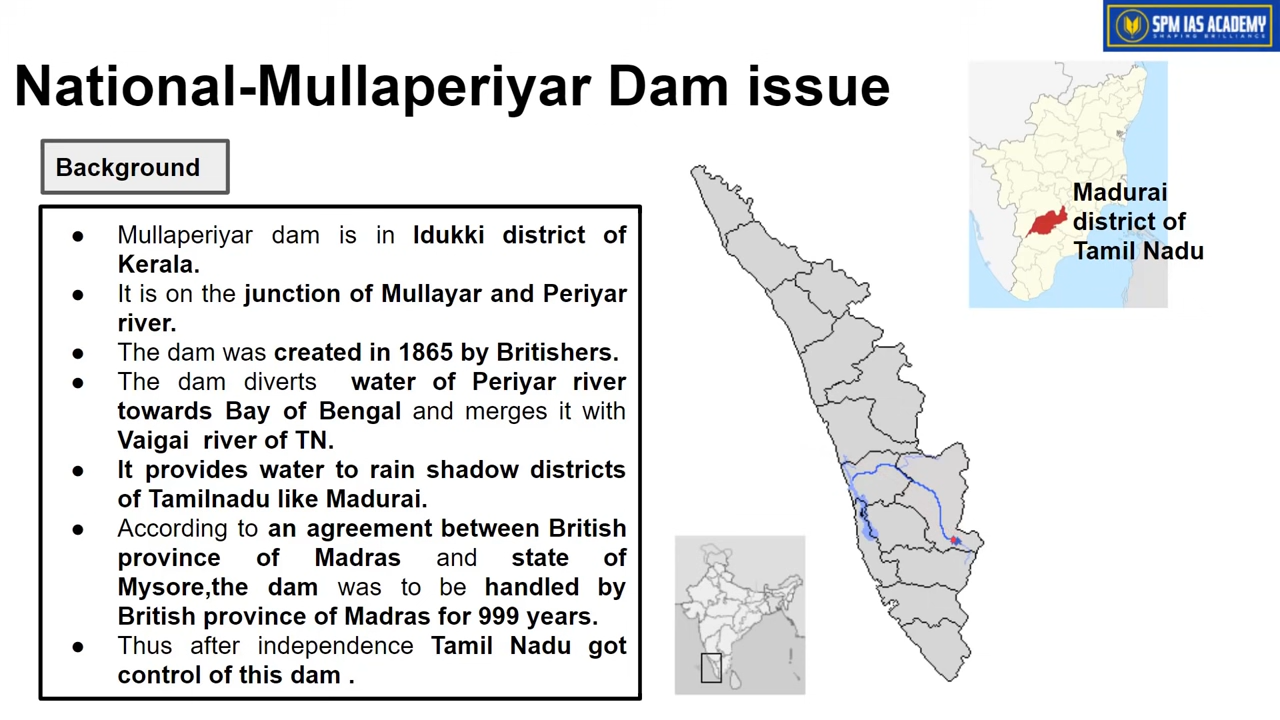 SPM IAS ACADEMY
SHAPING BRILLIANCE
National-Mullaperiyar Dam issue
Background
● Mullaperiyar dam is in Idukki district of
Kerala.
● It is on the junction of Mullayar and Periyar
river.
● The dam was created in 1865 by Britishers.
● The dam diverts water of Periyar river
towards Bay of Bengal and merges it with
Vaigai river of TN.
● It provides water to rain shadow districts
of Tamilnadu like Madurai.
● According to an agreement between British
province of Madras and state of
Mysore,the dam was to be handled by
British province of Madras for 999 years.
● Thus after independence Tamil Nadu got
control of this dam .
Madurai
district of
Tamil Nadu